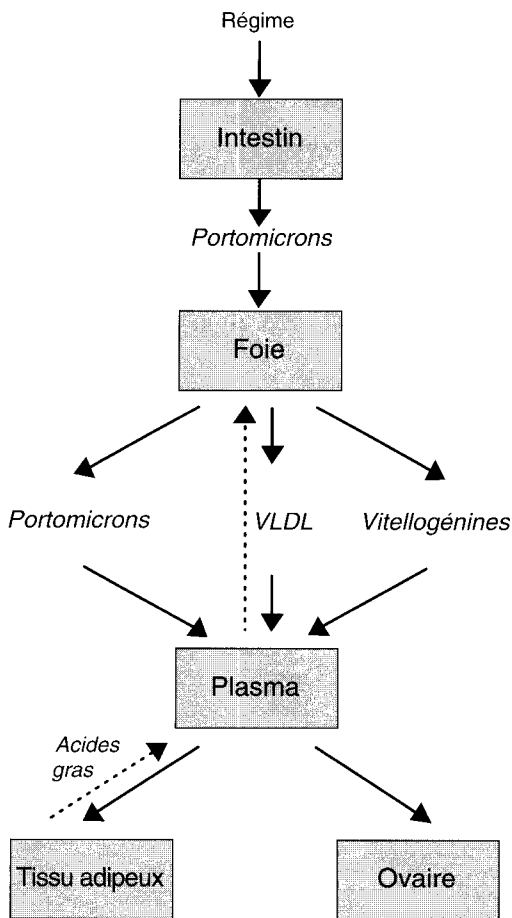 Régime
Intestin
Portomicrons
Foie
Portomicrons
VLDL
Vitellogénines
Plasma
Acides
gras
Tissu adipeux
Ovaire